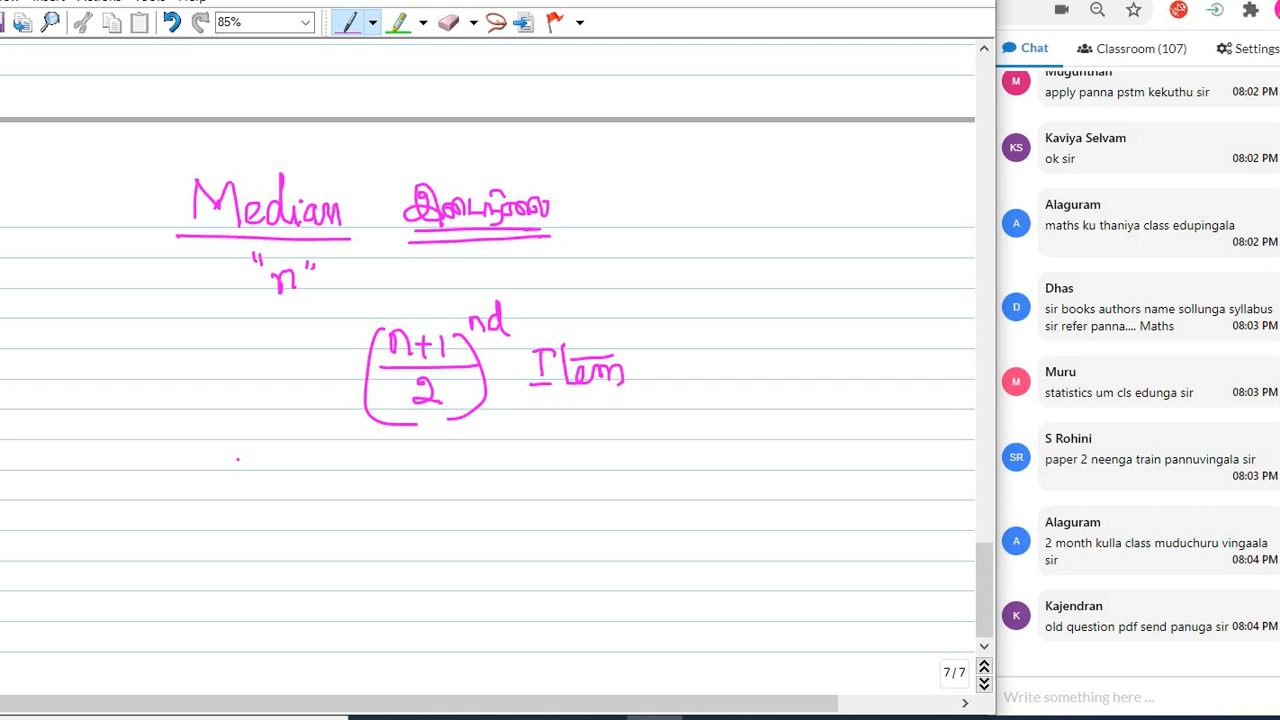 85%
Median இடைநிலை
"n"
(n+1/2)nd Item
7/7
Chat Classroom (107) Settings
M apply panna pstm kekuthu sir 08:02 PM
KS Kaviya Selvam
ok sir 08:02 PM
A Alaguram
maths ku thaniya class edupingala
08:02 PM
D Dhas
sir books authors name sollunga syllabus
sir refer panna.... Maths 08:03 PM
M Muru
statistics um cls edunga sir 08:03 PM
SR S Rohini
paper 2 neenga train pannuvingala sir
08:03 PM
A Alaguram
2 month kulla class muduchuru vingaala
sir 08:04 PM
K Kajendran
old question pdf send panuga sir 08:04 PM
Write something here ...